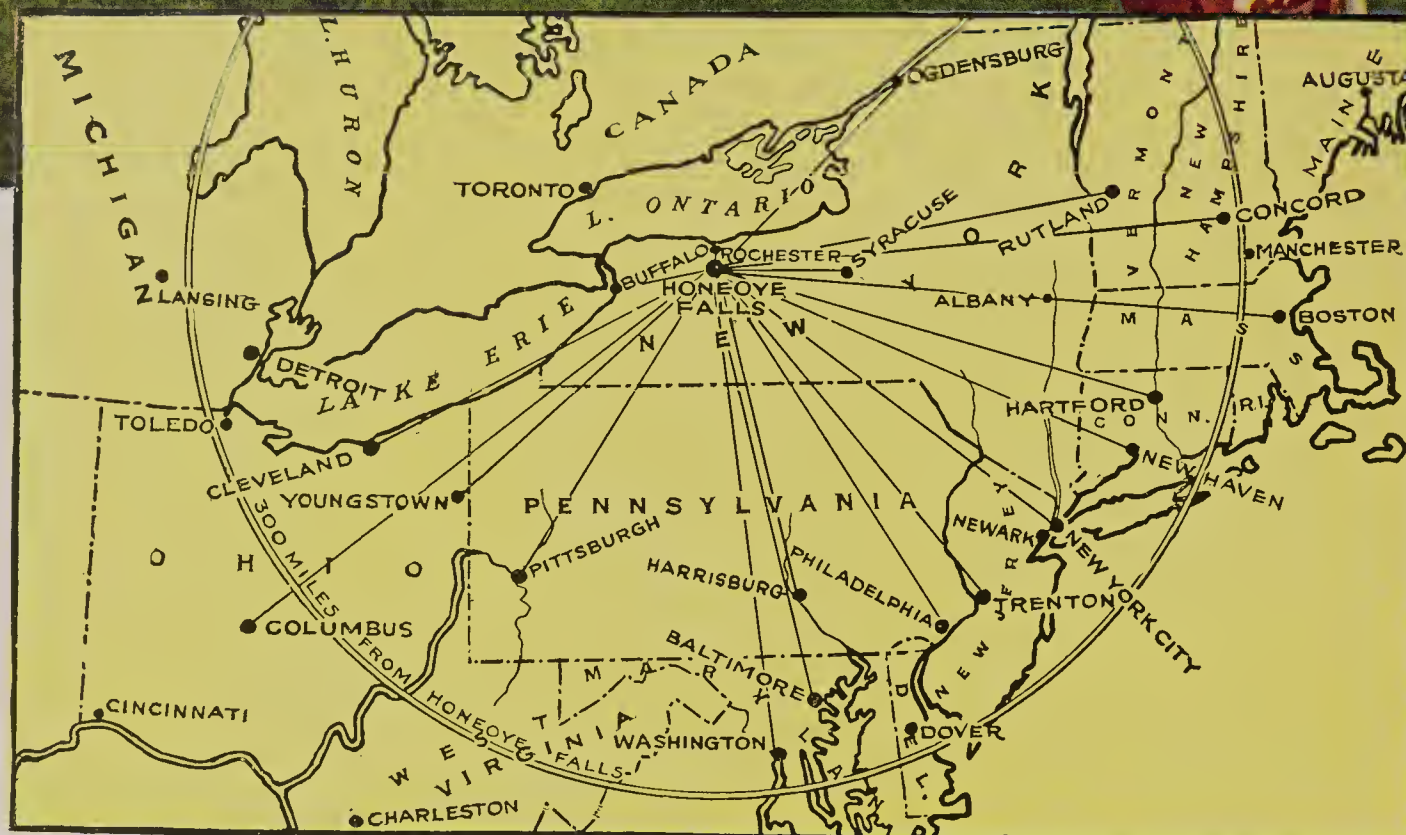 MICHIGAN
L. HURON
CANADA
OGDENSBURG
VERMONT
NEW HAMPSHIRE
MAINE
AUGUSTA
TORONTO
L. ONTARIO
NEW YORK
SYRACUSE
RUTLAND
CONCORD
MANCHESTER
BUFFALO
ROCHESTER
HONEOYE
FALLS
ALBANY
BOSTON
MASS
LANSING
DETROIT
LAKE ERIE
TOLEDO
CLEVELAND
YOUNGSTOWN
HARTFORD
CONN.
R.I.
NEW HAVEN
PENNSYLVANIA
NEWARK
NEW YORK CITY
NEW JERSEY
OHIO
PITTSBURGH
HARRISBURG
PHILADELPHIA
TRENTON
COLUMBUS
300 MILES FROM HONEOYE FALLS
BALTIMORE
MARYLAN
DEL.
CINCINNATI
WEST
VIRGINIA
WASHINGTON
DOVER
CHARLESTON